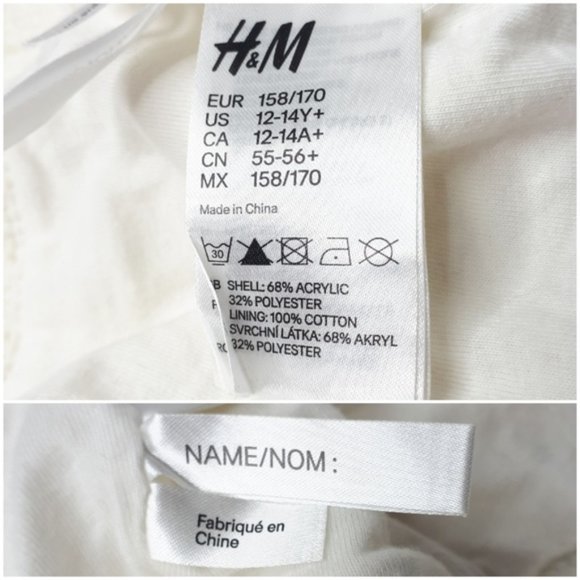 H&M
EUR 158/170
US 12-14Y+
CA 12-14A+
CN 55-56+
MX 158/170
Made in China
30
SHELL: 68% ACRYLIC
32% POLYESTER
LINING: 100% COTTON
SVRCHNÍ LÁTKA: 68% AKRYL
32% POLYESTER
NAME/NOM :
Fabriqué en
Chine